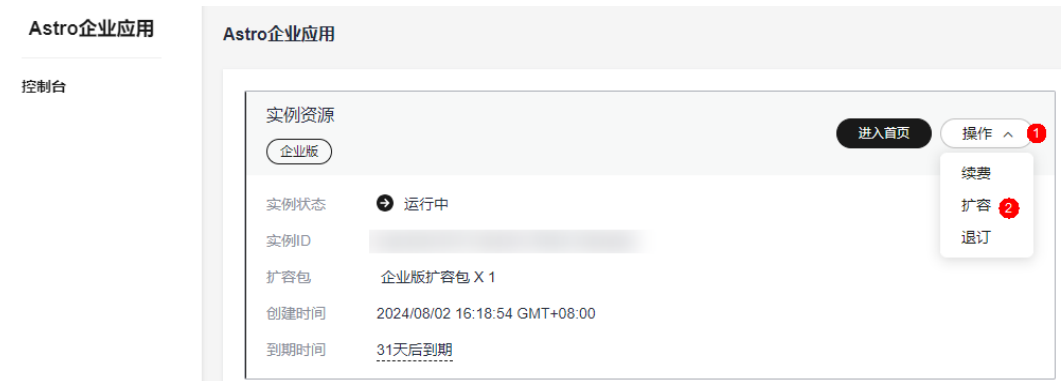 Astro企业应用
控制台
Astro企业应用
实例资源
企业版
进入首页
操作 1
续费
扩容 2
退订
实例状态 运行中
实例ID
扩容包 企业版扩容包 X 1
创建时间 2024/08/02 16:18:54 GMT+08:00
到期时间 31天后到期